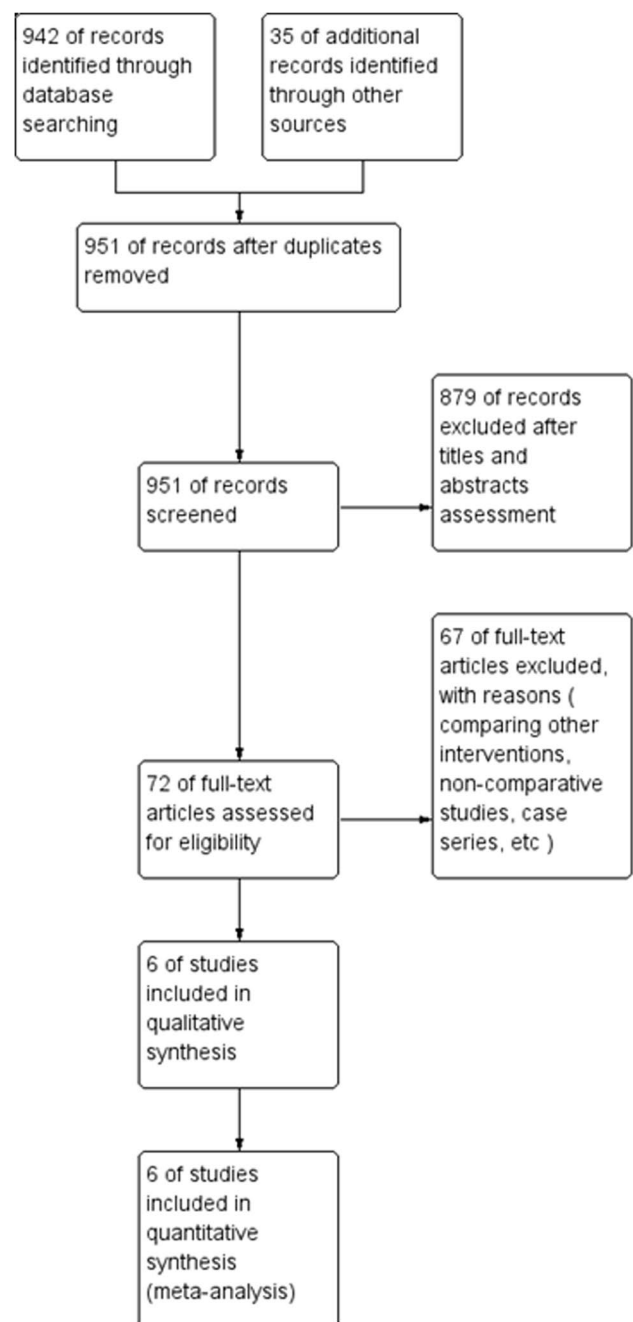 942 of records
identified through
database
searching
35 of additional
records identified
through other
sources
951 of records after duplicates
removed
879 of records
excluded after
titles and
abstracts
assessment
951 of records
screened
67 of full-text
articles excluded,
with reasons (
comparing other
interventions,
non-comparative
studies, case
series, etc )
72 of full-text
articles assessed
for eligibility
6 of studies
included in
qualitative
synthesis
6 of studies
included in
quantitative
synthesis
(meta-analysis)